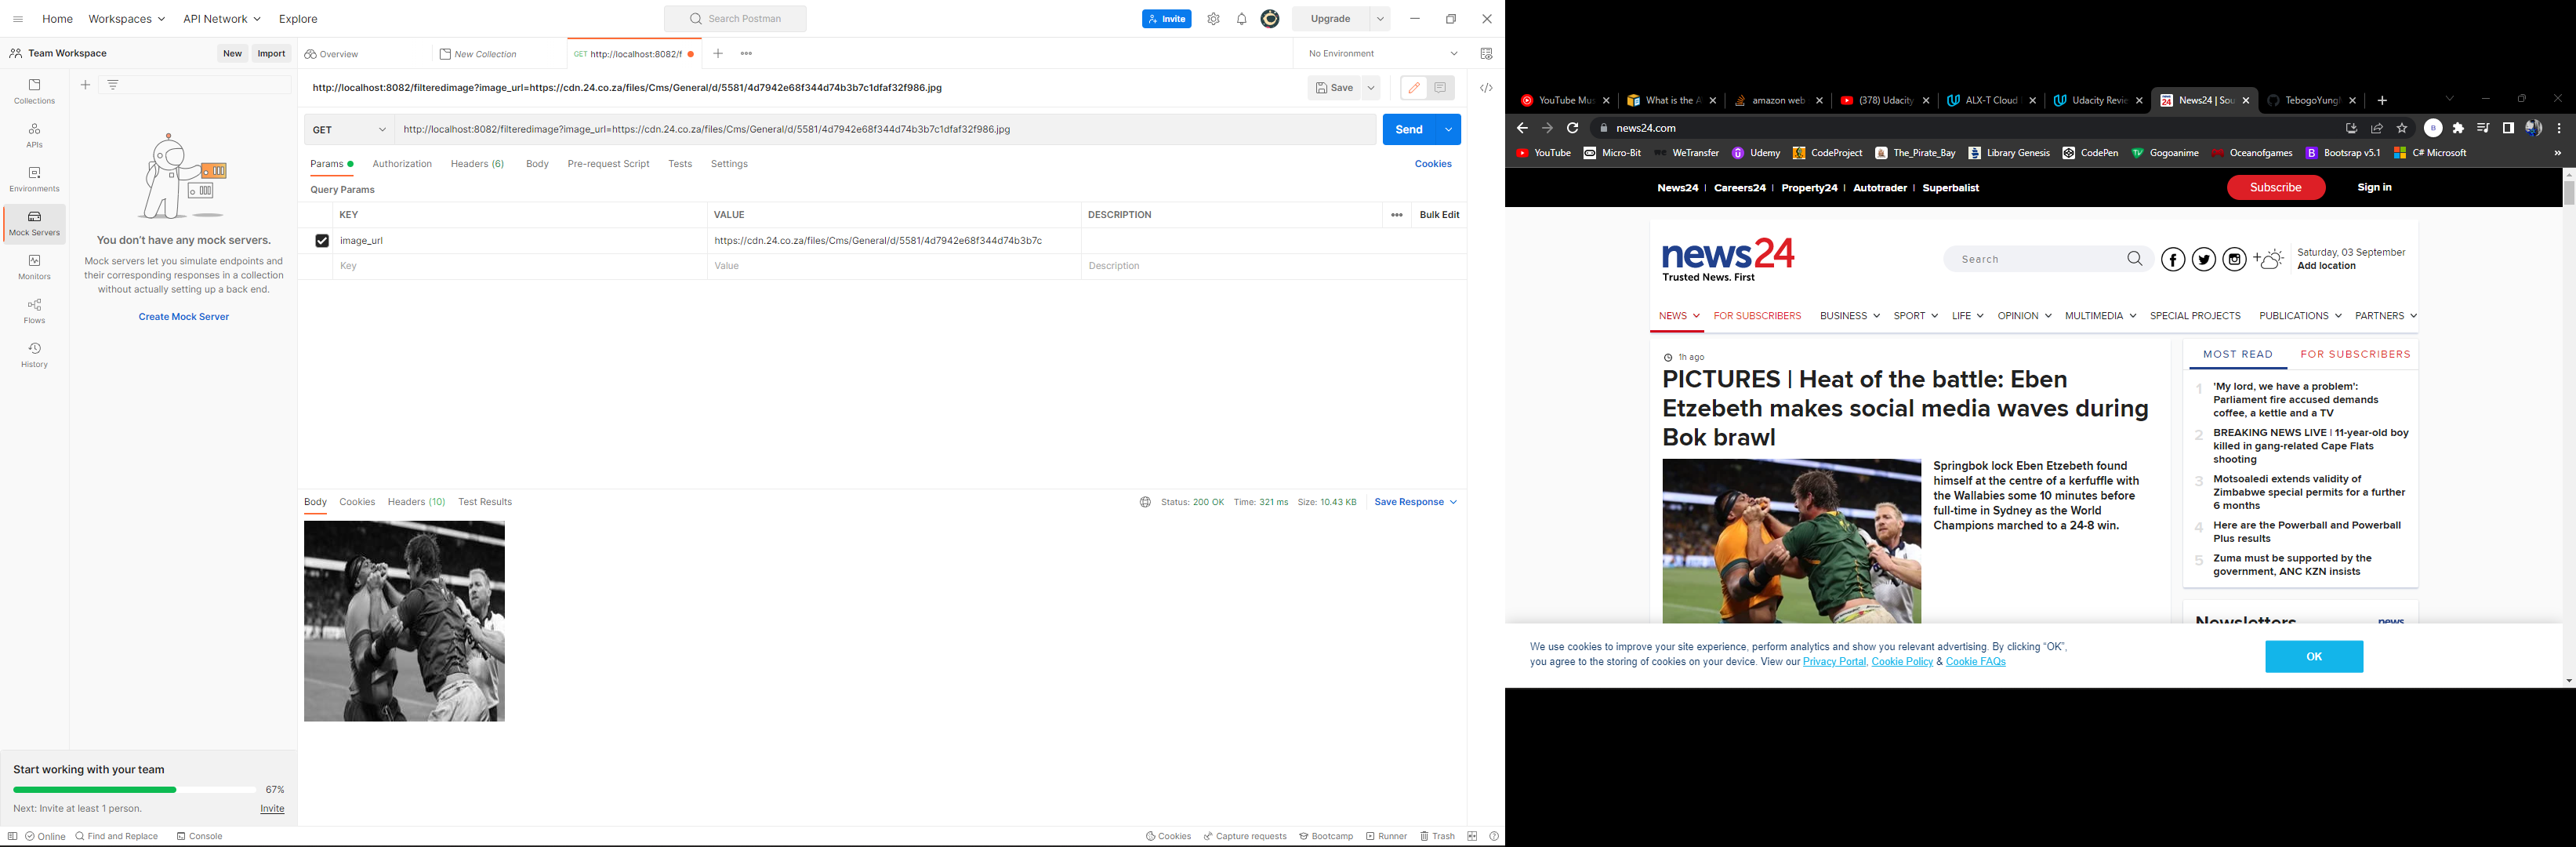 Home Workspaces API Network Explore
Search Postman
Invite
Upgrade
Team Workspace New Import
Overview
New Collection
GET http://localhost:8082/f
No Environment
http://localhost:8082/filteredimage?image_url=https://cdn.24.co.za/files/Cms/General/d/5581/4d7942e68f344d74b3b7c1dfaf32f986.jpg
Save
GET
http://localhost:8082/filteredimage?image_url=https://cdn.24.co.za/files/Cms/General/d/5581/4d7942e68f344d74b3b7c1dfaf32f986.jpg
Send
Params Authorization Headers (6) Body Pre-request Script Tests Settings Cookies
Query Params
KEY VALUE DESCRIPTION Bulk Edit
image_url https://cdn.24.co.za/files/Cms/General/d/5581/4d7942e68f344d74b3b7c
Key Value Description
Collections
APIs
Environments
Mock Servers
Monitors
Flows
History
You don't have any mock servers.
Mock servers let you simulate endpoints and
their corresponding responses in a collection
without actually setting up a back end.
Create Mock Server
Body Cookies Headers (10) Test Results
Status: 200 OK Time: 321 ms Size: 10.43 KB Save Response
Start working with your team
67%
Next: Invite at least 1 person. Invite
Online Find and Replace Console
Cookies Capture requests Bootcamp Runner Trash
YouTube Mu
What is the A
amazon web
(378) Udacity
ALX-T Cloud
Udacity Revie
News24 | Sou
TebogoYungl
news24.com
YouTube Micro-Bit WeTransfer Udemy CodeProject The_Pirate_Bay Library Genesis CodePen Gogoanime Oceanofgames Bootsrap v5.1 C# Microsoft
News24 | Careers24 | Property24 | Autotrader | Superbalist
Subscribe Sign in
news24
Trusted News. First
Search
Saturday, 03 September
Add location
NEWS FOR SUBSCRIBERS BUSINESS SPORT LIFE OPINION MULTIMEDIA SPECIAL PROJECTS PUBLICATIONS PARTNERS
1h ago
PICTURES | Heat of the battle: Eben
Etzebeth makes social media waves during
Bok brawl
Springbok lock Eben Etzebeth found
himself at the centre of a kerfuffle with
the Wallabies some 10 minutes before
full-time in Sydney as the World
Champions marched to a 24-8 win.
MOST READ FOR SUBSCRIBERS
1 'My lord, we have a problem':
Parliament fire accused demands
coffee, a kettle and a TV
2 BREAKING NEWS LIVE | 11-year-old boy
killed in gang-related Cape Flats
shooting
3 Motsoaledi extends validity of
Zimbabwe special permits for a further
6 months
4 Here are the Powerball and Powerball
Plus results
5 Zuma must be supported by the
government, ANC KZN insists
Newsletters news
We use cookies to improve your site experience, perform analytics and show you relevant advertising. By clicking "OK",
you agree to the storing of cookies on your device. View our Privacy Portal, Cookie Policy & Cookie FAQs
OK